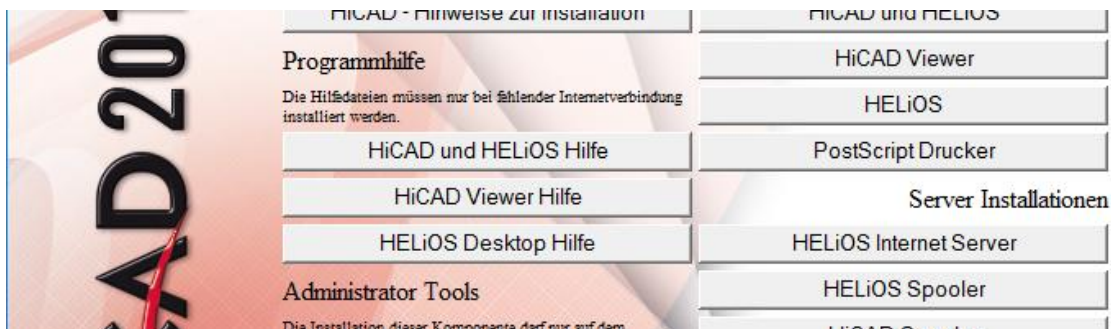 HiCAD - Hinweise zur Installation
Programmhilfe
Die Hilfedateien müssen nur bei fehlender Internetverbindung
installiert werden.
HiCAD und HELiOS Hilfe
HiCAD Viewer Hilfe
HELiOS Desktop Hilfe
Administrator Tools
Die Installation dieser Komponente darf nur auf dem
HiCAD und HELiOS
HiCAD Viewer
HELiOS
PostScript Drucker
Server Installationen
HELiOS Internet Server
HELiOS Spooler
HiCAD